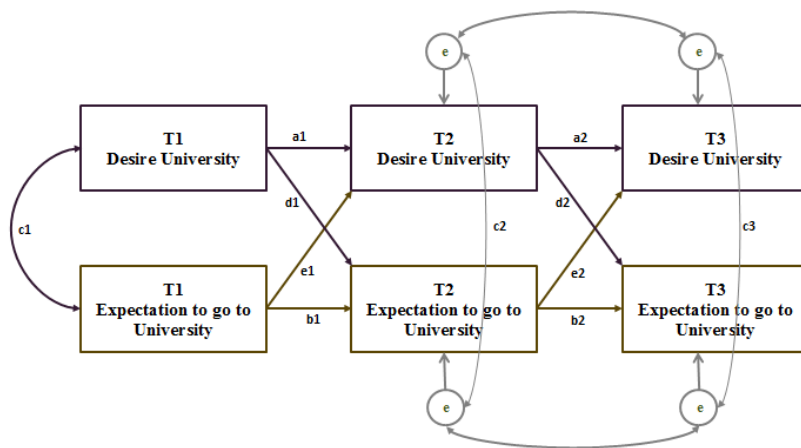 e
e
T1
Desire University
a1
T2
Desire University
a2
T3
Desire University
d1
d2
c1
c2
c3
e1
e2
T1
Expectation to go to
University
b1
T2
Expectation to go to
University
b2
T3
Expectation to go to
University
e
e